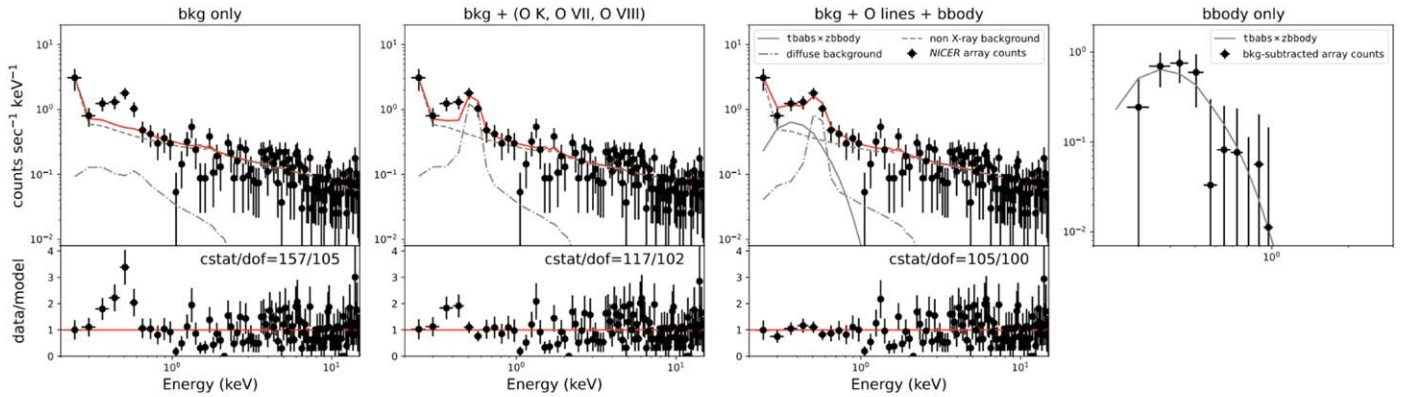 bkg only
bkg + (O K, O VII, O VIII)
bkg + O lines + bbody
bbody only
counts sec⁻¹ keV⁻¹
10¹
10⁰
10⁻¹
10⁻²
10¹
10⁰
10⁻¹
10⁻²
10¹
10⁰
10⁻¹
10⁻²
tbabs×zbbody
diffuse background
non X-ray background
NICER array counts
10⁰
10⁻¹
10⁻²
tbabs×zbbody
bkg-subtracted array counts
10⁰
data/model
4
3
2
1
0
cstat/dof=157/105
10⁰
10¹
Energy (keV)
4
3
2
1
0
cstat/dof=117/102
10⁰
10¹
Energy (keV)
4
3
2
1
0
cstat/dof=105/100
10⁰
10¹
Energy (keV)